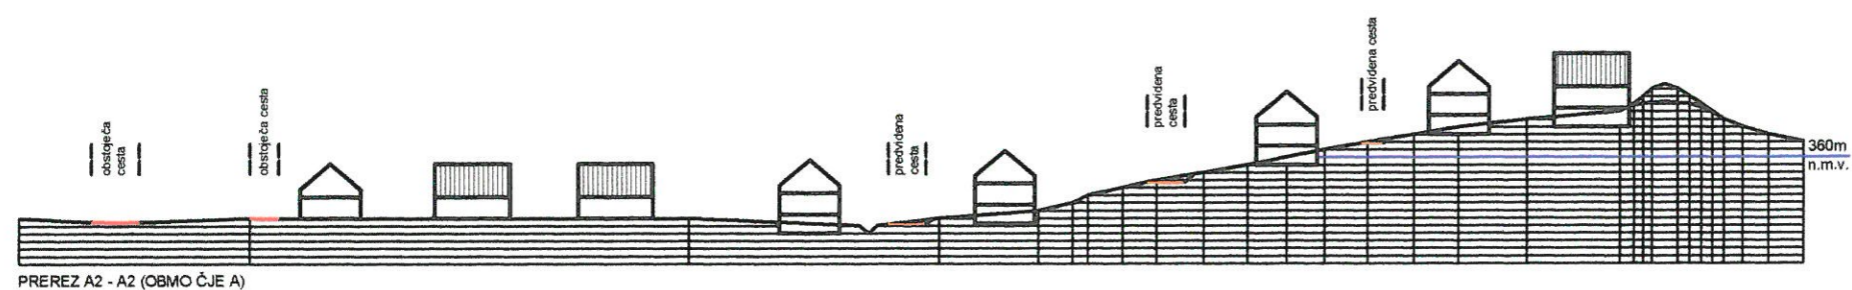 obstoječa
cesta
obstoječa cesta
predvidena
cesta
predvidena
cesta
predvidena cesta
360m
n.m.v.
PREREZ A2 - A2 (OBMO ČJE A)